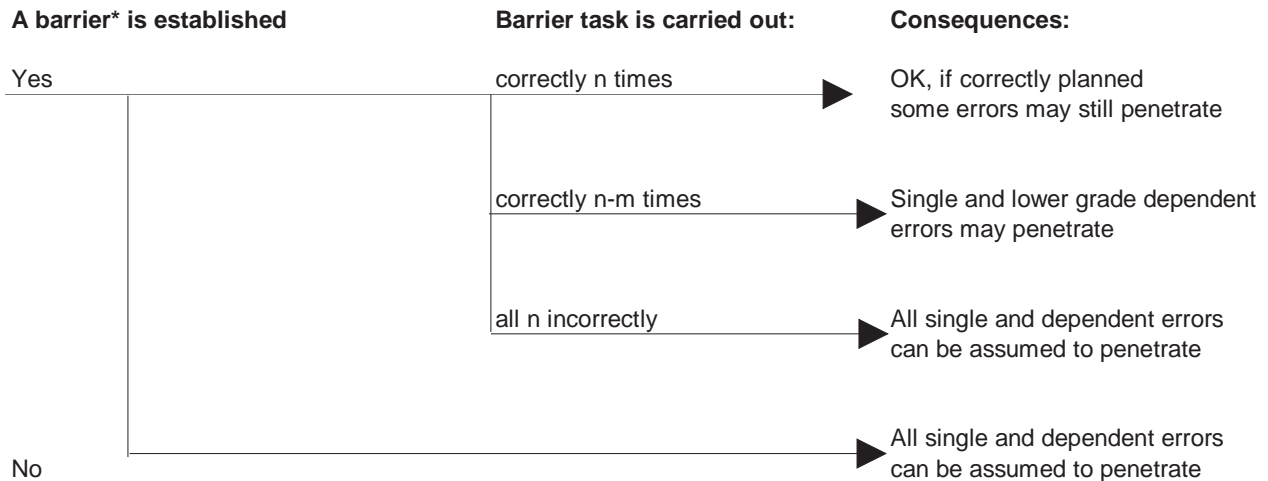 A barrier* is established
Barrier task is carried out:
Consequences:
Yes
correctly n times
OK, if correctly planned
some errors may still penetrate
correctly n-m times
Single and lower grade dependent
errors may penetrate
all n incorrectly
All single and dependent errors
can be assumed to penetrate
No
All single and dependent errors
can be assumed to penetrate